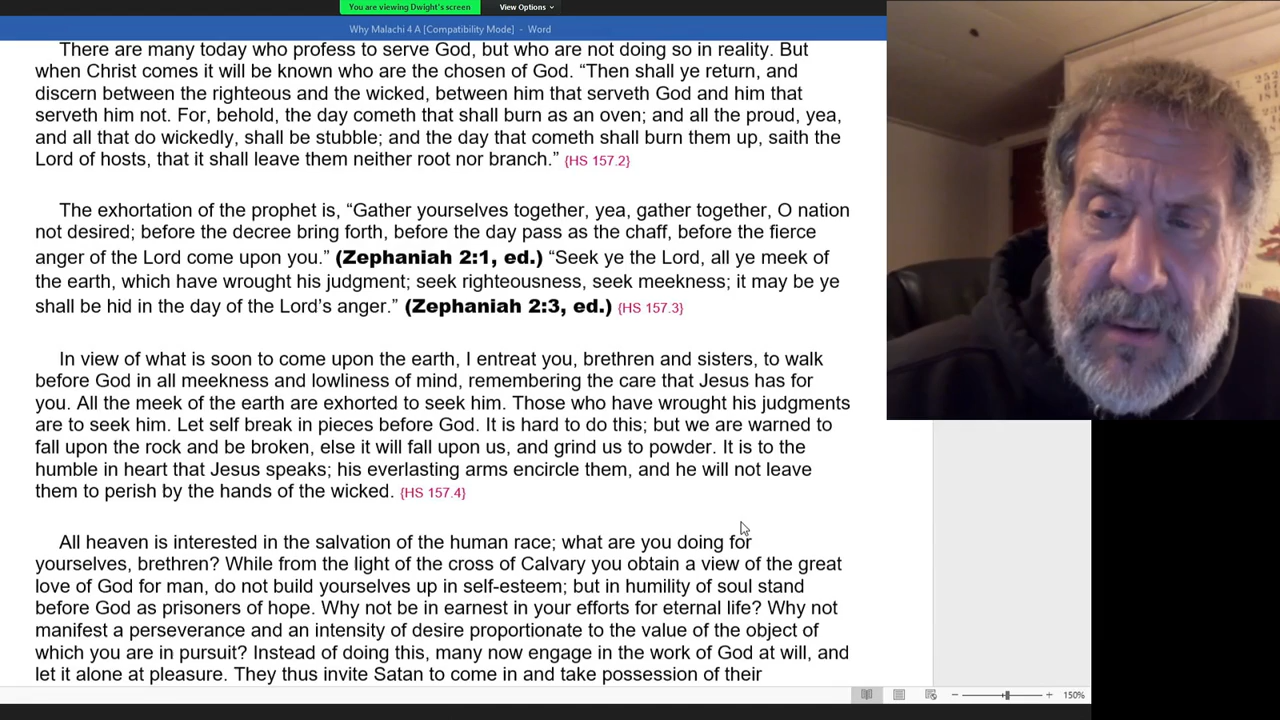 You are viewing Dwight's screen
View Options
Why Malachi 4 A [Compatibility Mode] - Word
There are many today who profess to serve God, but who are not doing so in reality. But
when Christ comes it will be known who are the chosen of God. “Then shall ye return, and
discern between the righteous and the wicked, between him that serveth God and him that
serveth him not. For, behold, the day cometh that shall burn as an oven; and all the proud, yea,
and all that do wickedly, shall be stubble; and the day that cometh shall burn them up, saith the
Lord of hosts, that it shall leave them neither root nor branch.” {HS 157.2}
The exhortation of the prophet is, “Gather yourselves together, yea, gather together, O nation
not desired; before the decree bring forth, before the day pass as the chaff, before the fierce
anger of the Lord come upon you.” (Zephaniah 2:1, ed.) “Seek ye the Lord, all ye meek of
the earth, which have wrought his judgment; seek righteousness, seek meekness; it may be ye
shall be hid in the day of the Lord’s anger.” (Zephaniah 2:3, ed.) {HS 157.3}
In view of what is soon to come upon the earth, I entreat you, brethren and sisters, to walk
before God in all meekness and lowliness of mind, remembering the care that Jesus has for
you. All the meek of the earth are exhorted to seek him. Those who have wrought his judgments
are to seek him. Let self break in pieces before God. It is hard to do this; but we are warned to
fall upon the rock and be broken, else it will fall upon us, and grind us to powder. It is to the
humble in heart that Jesus speaks; his everlasting arms encircle them, and he will not leave
them to perish by the hands of the wicked. {HS 157.4}
All heaven is interested in the salvation of the human race; what are you doing for
yourselves, brethren? While from the light of the cross of Calvary you obtain a view of the great
love of God for man, do not build yourselves up in self-esteem; but in humility of soul stand
before God as prisoners of hope. Why not be in earnest in your efforts for eternal life? Why not
manifest a perseverance and an intensity of desire proportionate to the value of the object of
which you are in pursuit? Instead of doing this, many now engage in the work of God at will, and
let it alone at pleasure. They thus invite Satan to come in and take possession of their
150%